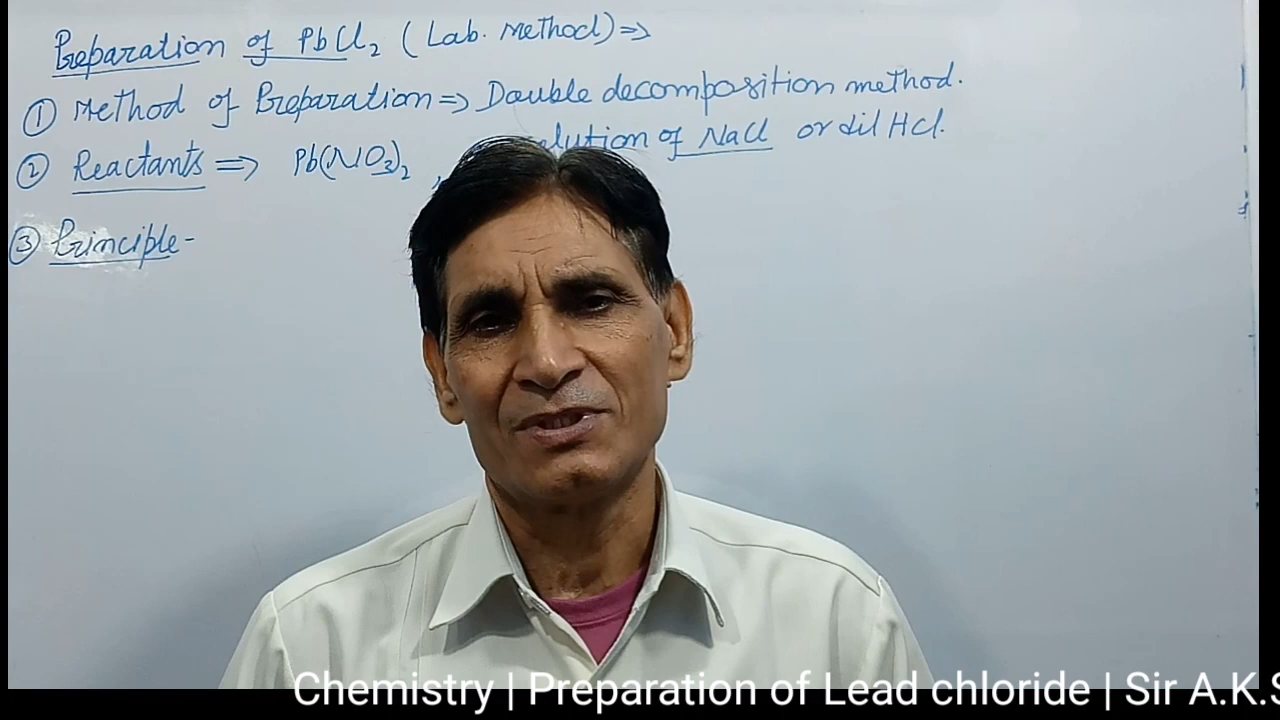 Preparation of PbCl₂ (Lab. Method) ⇒
① Method of Preparation ⇒ Double decomposition method.
② Reactants ⇒ Pb(NO₃)₂, of NaCl or dil HCl.
③ Principle-
Chemistry | Preparation of Lead chloride | Sir A.K.S